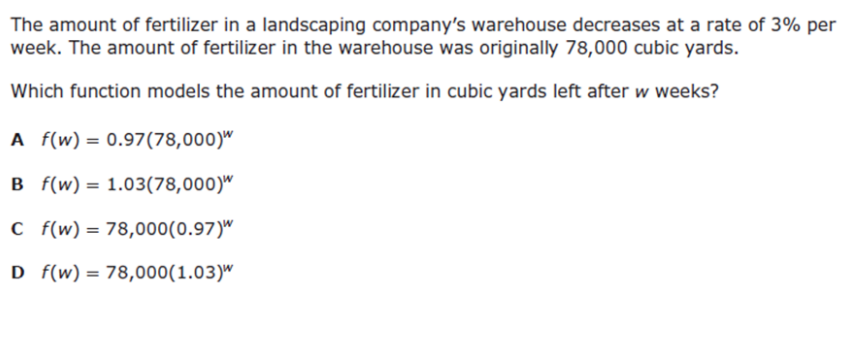 The amount of fertilizer in a landscaping company's warehouse decreases at a rate of 3% per
week. The amount of fertilizer in the warehouse was originally 78,000 cubic yards.
Which function models the amount of fertilizer in cubic yards left after w weeks?
A f(w) = 0.97(78,000)ʷ
B f(w) = 1.03(78,000)ʷ
C f(w) = 78,000(0.97)ʷ
D f(w) = 78,000(1.03)ʷ